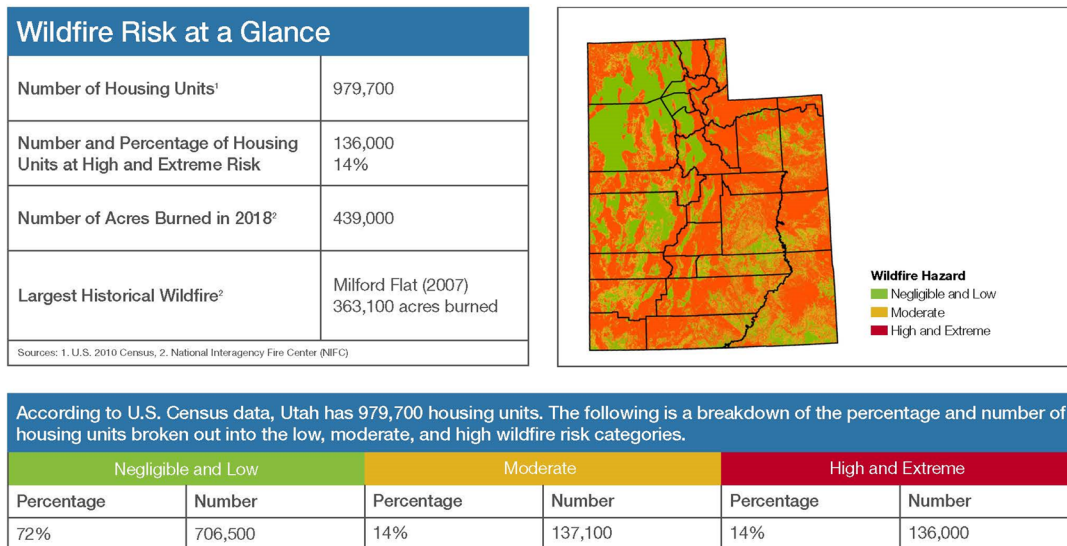 Wildfire Risk at a Glance
Number of Housing Units¹
979,700
Number and Percentage of Housing
Units at High and Extreme Risk
136,000
14%
Number of Acres Burned in 2018²
439,000
Largest Historical Wildfire²
Milford Flat (2007)
363,100 acres burned
Sources: 1. U.S. 2010 Census, 2. National Interagency Fire Center (NIFC)
Wildfire Hazard
Negligible and Low
Moderate
High and Extreme
According to U.S. Census data, Utah has 979,700 housing units. The following is a breakdown of the percentage and number of
housing units broken out into the low, moderate, and high wildfire risk categories.
Negligible and Low
Moderate
High and Extreme
Percentage
Number
Percentage
Number
Percentage
Number
72%
706,500
14%
137,100
14%
136,000